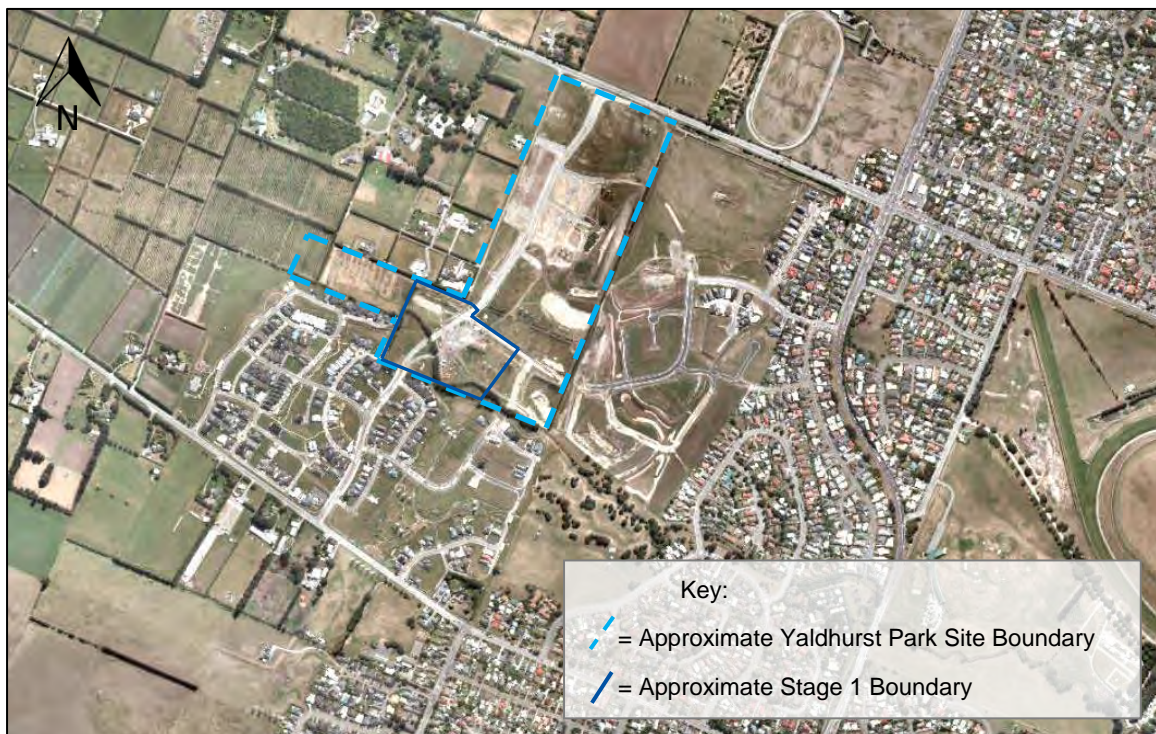 N
Key:
= Approximate Yaldhurst Park Site Boundary
= Approximate Stage 1 Boundary